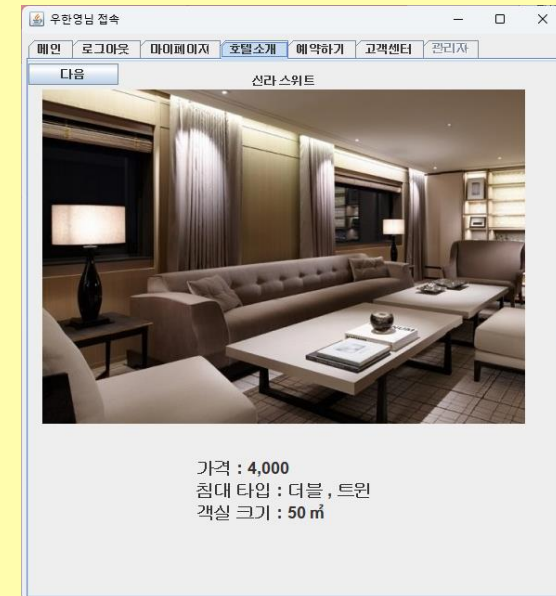 우한영님 접속
메인 로그아웃 마이페이지 호텔소개 예약하기 고객센터 관리자
다음
신라 스위트
가격 : 4,000
침대 타입 : 더블 , 트윈
객실 크기 : 50 ㎡